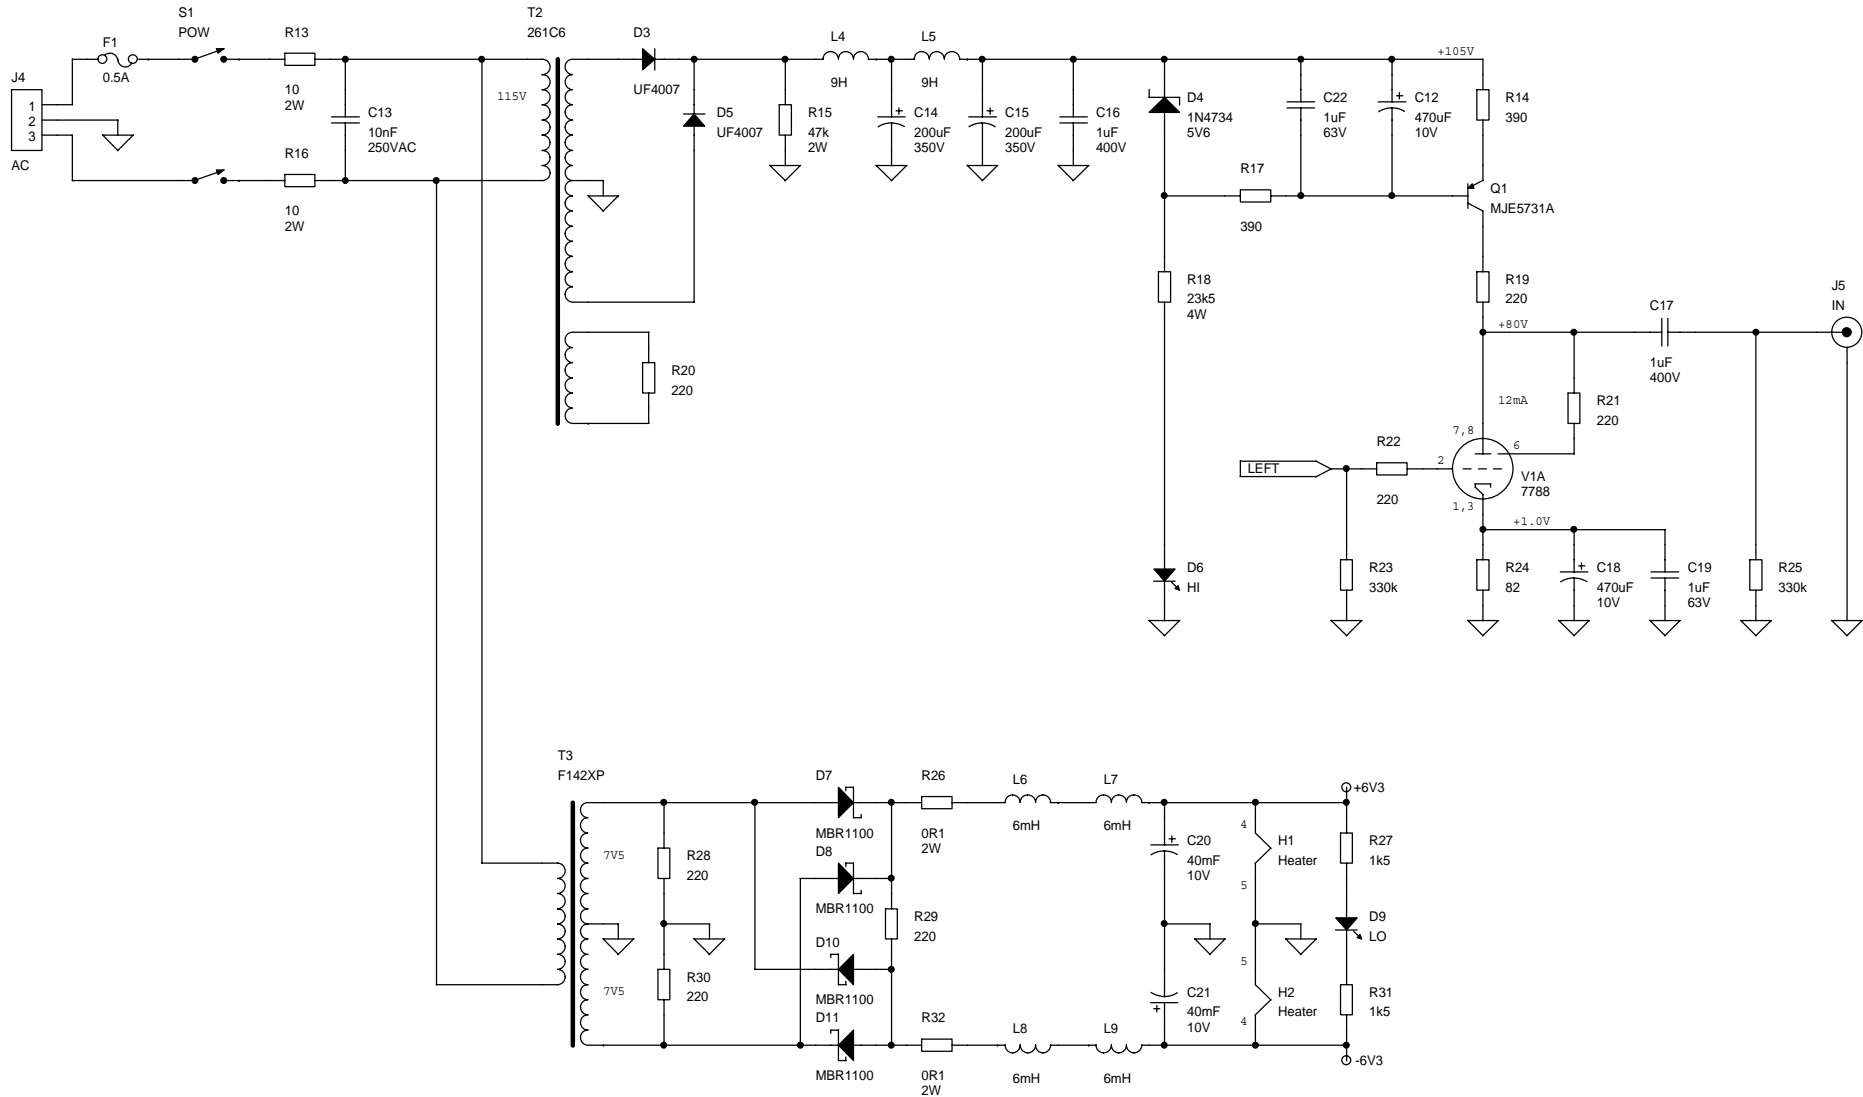 S1
POW
F1
0.5A
R13
10
2W
J4
1
2
3
AC
C13
10nF
250VAC
R16
10
2W
T2
261C6
115V
D3
UF4007
D5
UF4007
R15
47k
2W
L4
9H
L5
9H
C14
+
200uF
350V
C15
+
200uF
350V
C16
1uF
400V
D4
1N4734
5V6
R17
390
C22
1uF
63V
C12
+
470uF
10V
+105V
R14
390
Q1
MJE5731A
R18
23k5
4W
R19
220
+80V
C17
1uF
400V
J5
IN
R20
220
12mA
R21
220
7,8
6
2
1,3
V1A
7788
LEFT
R22
220
+1.0V
D6
HI
R23
330k
R24
82
C18
+
470uF
10V
C19
1uF
63V
R25
330k
T3
F142XP
7V5
7V5
R28
220
R30
220
D7
MBR1100
D8
MBR1100
D10
MBR1100
D11
MBR1100
R26
0R1
2W
R29
220
R32
0R1
2W
L6
6mH
L7
6mH
L8
6mH
L9
6mH
C20
+
40mF
10V
C21
+
40mF
10V
4
H1
Heater
5
5
H2
Heater
4
+6V3
R27
1k5
D9
LO
R31
1k5
-6V3